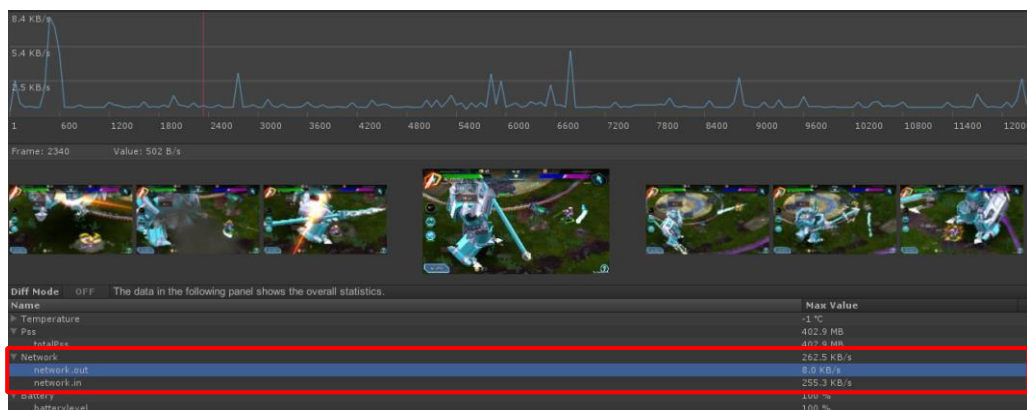 8.4 KB/s
5.4 KB/s
2.5 KB/s
1 600 1200 1800 2400 3000 3600 4200 4800 5400 6000 6600 7200 7800 8400 9000 9600 10200 10800 11400 1200
Frame: 2340 Value: 502 B/s
Diff Mode OFF The data in the following panel shows the overall statistics.
Name Max Value
Temperature -1 °C
Pss 402.9 MB
totalPss 402.9 MB
Network 262.5 KB/s
network.out 8.0 KB/s
network.in 255.3 KB/s
Battery 100 %
batterylevel 100 %